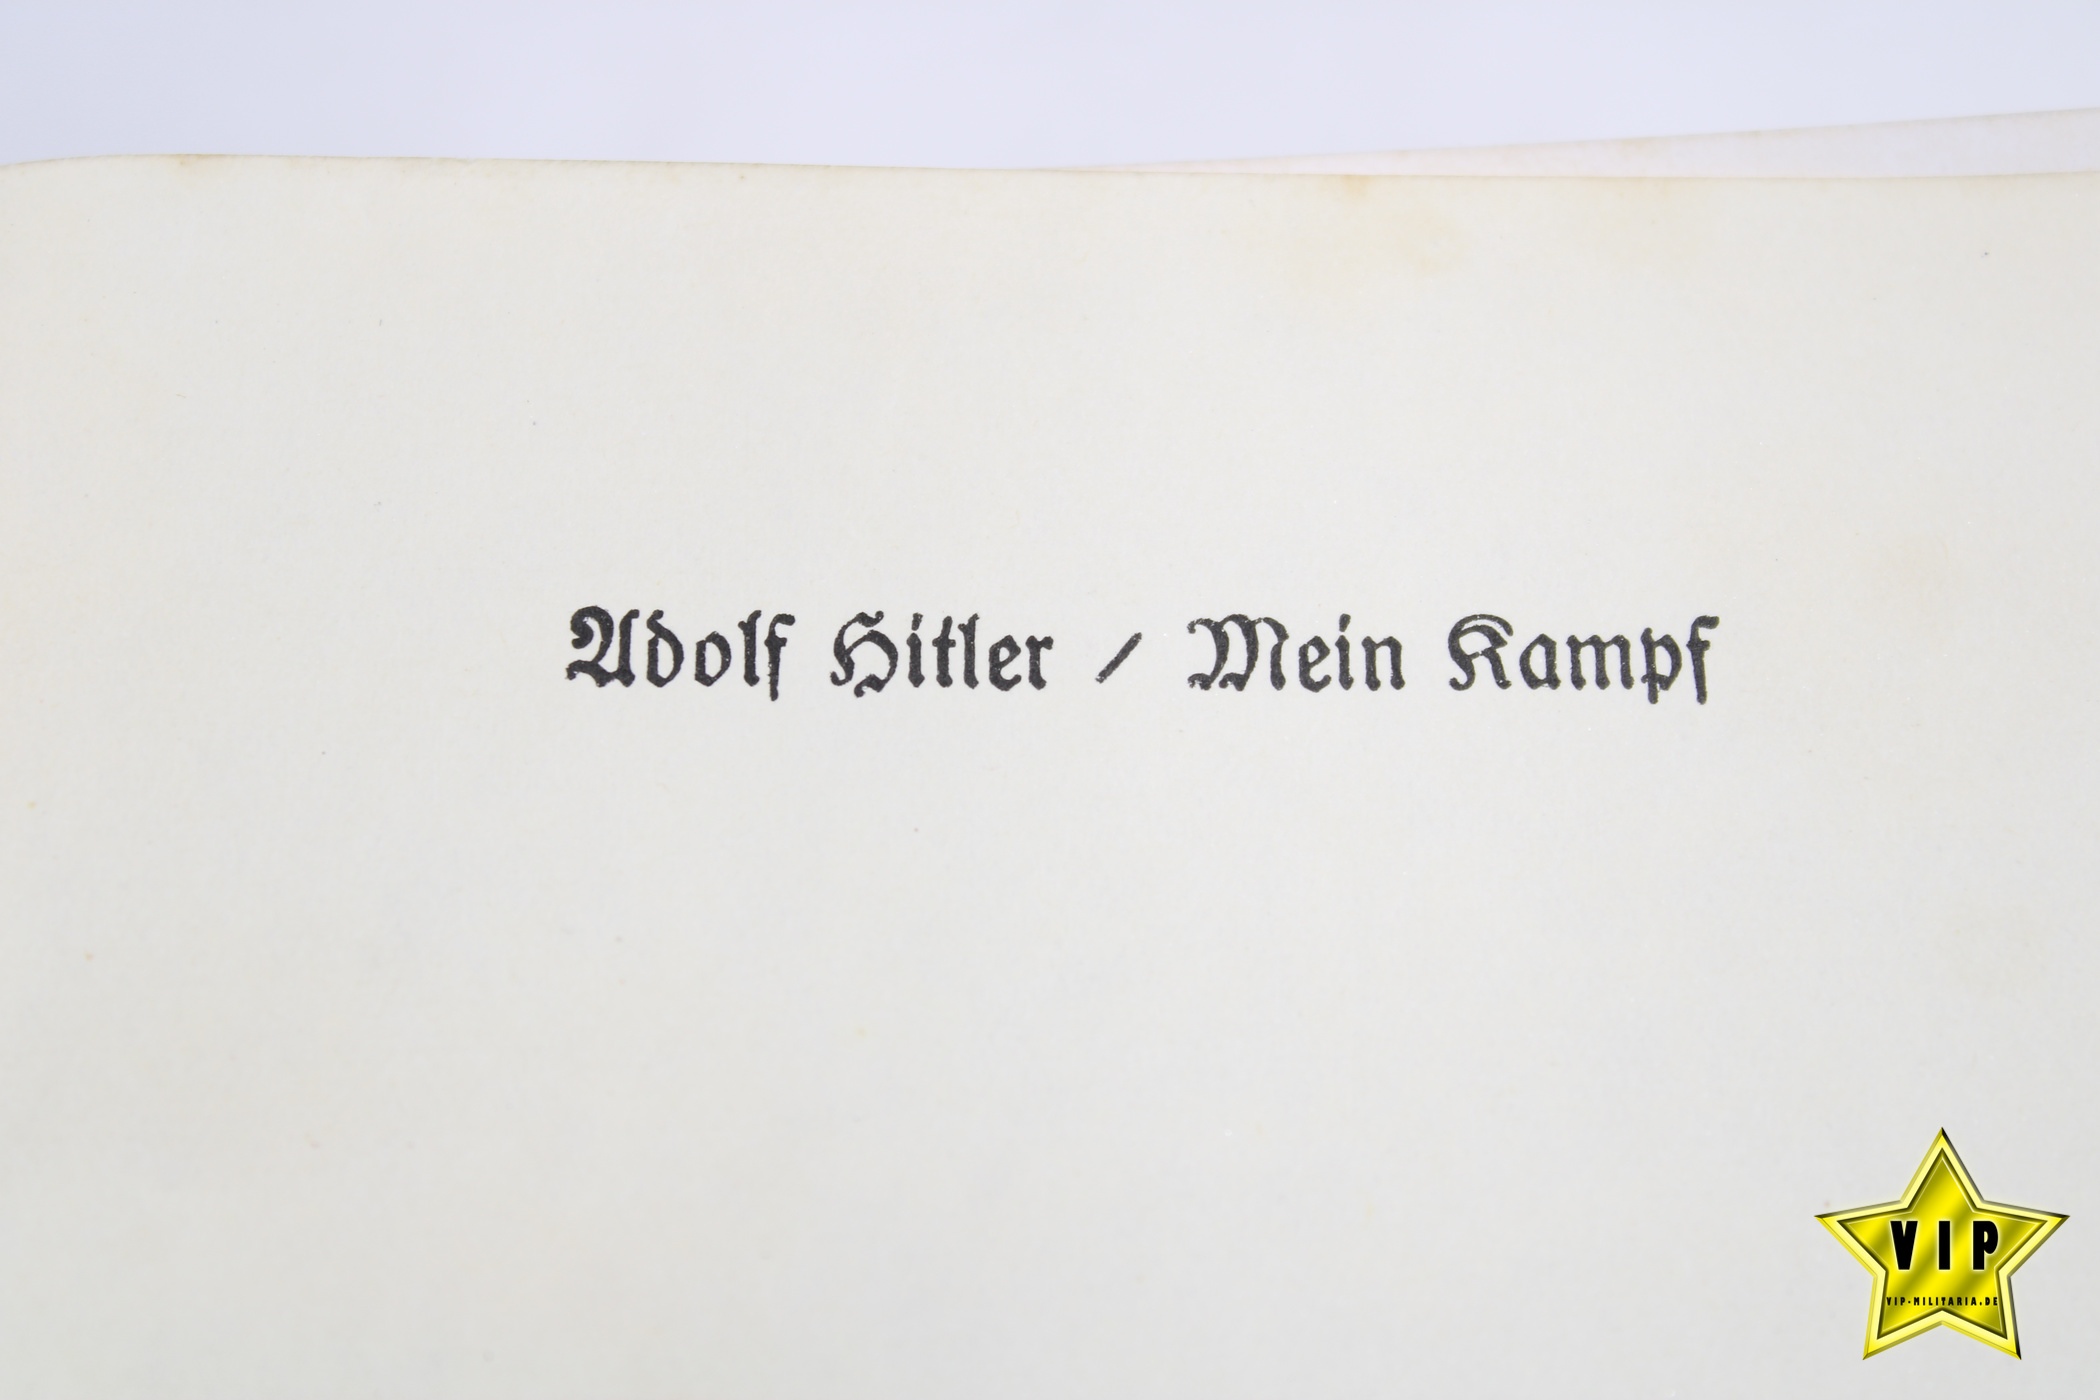 Adolf Hitler / Mein Kampf
VIP
VIP-MILITARIA.DE